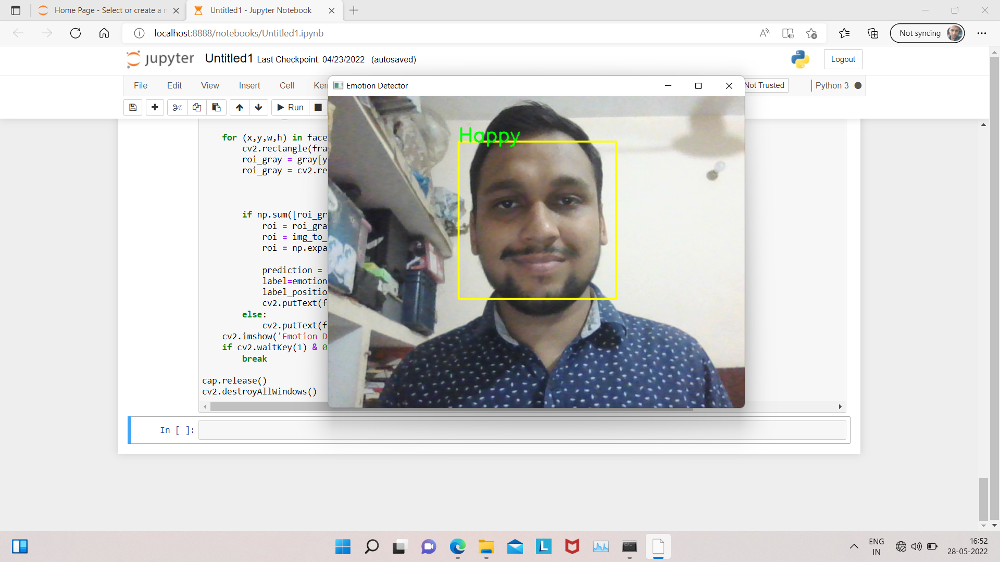 Home Page - Select or create a n
Untitled1 - Jupyter Notebook
localhost:8888/notebooks/Untitled1.ipynb
Not syncing
jupyter Untitled1 Last Checkpoint: 04/23/2022 (autosaved)
Logout
File Edit View Insert Cell Ker
Not Trusted
Python 3
Run
Emotion Detector
Happy
for (x,y,w,h) in face
cv2.rectangle(fra
roi_gray = gray[y
roi_gray = cv2.re
if np.sum([roi_gr
roi = roi_gra
roi = img_to_
roi = np.expa
prediction =
label=emotion
label_positio
cv2.putText(f
else:
cv2.putText(f
cv2.imshow('Emotion D
if cv2.waitKey(1) & 0
break
cap.release()
cv2.destroyAllWindows()
In [ ]:
ENG
IN
16:52
28-05-2022